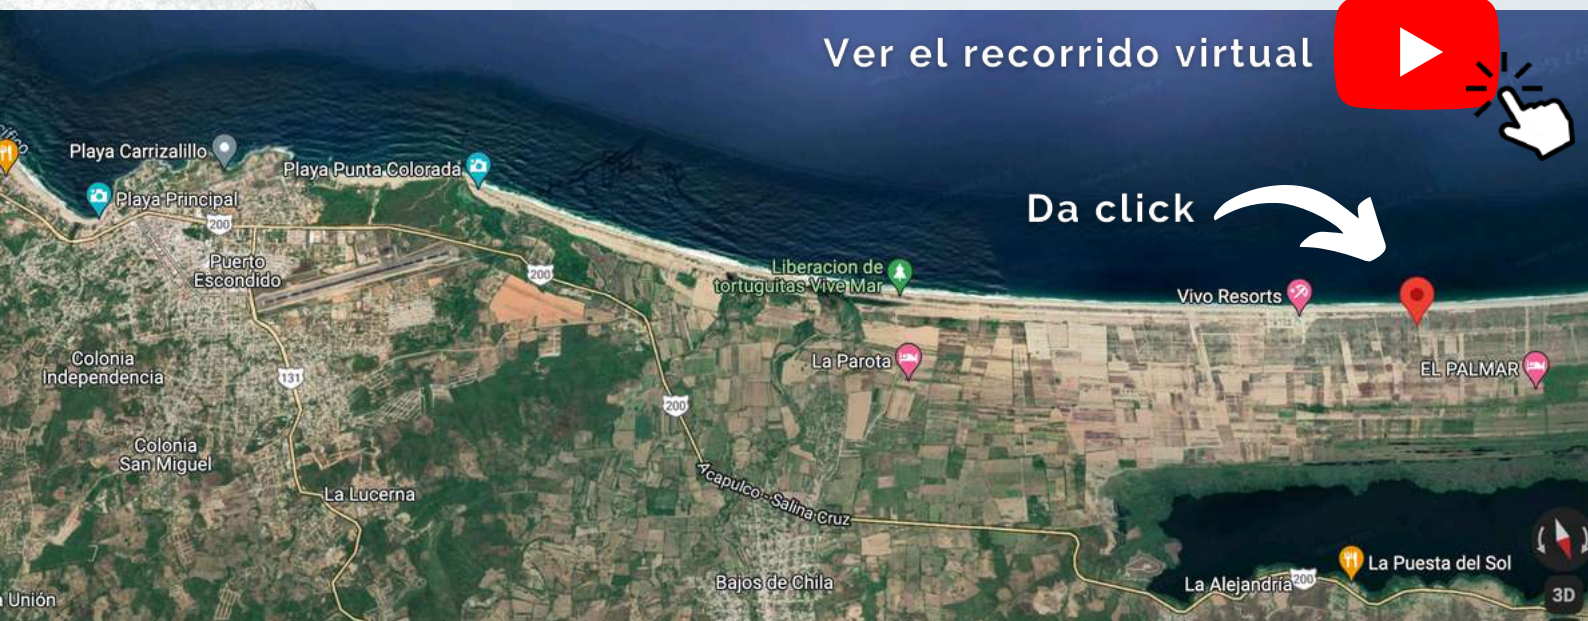 Ver el recorrido virtual
Playa Carrizalillo
Playa Punta Colorada
Playa Principal
Da click
200
Puerto
Escondido
200
Liberacion de
tortuguitas Vive Mar
Vivo Resorts
Colonia
Independencia
131
La Parota
EL PALMAR
200
Colonia
San Miguel
La Lucerna
Acapulco - Salina Cruz
Bajos de Chila
La Alejandría
200
La Puesta del Sol
Unión
3D